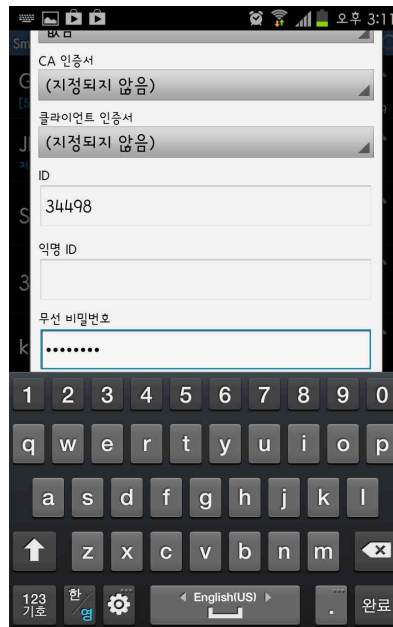 오후 3:11
없음
CA 인증서
(지정되지 않음)
클라이언트 인증서
(지정되지 않음)
ID
34498
익명 ID
무선 비밀번호
••••••••
1 2 3 4 5 6 7 8 9 0
q w e r t y u i o p
a s d f g h j k l
z x c v b n m
123 한 English(US) . 완료
기호 영